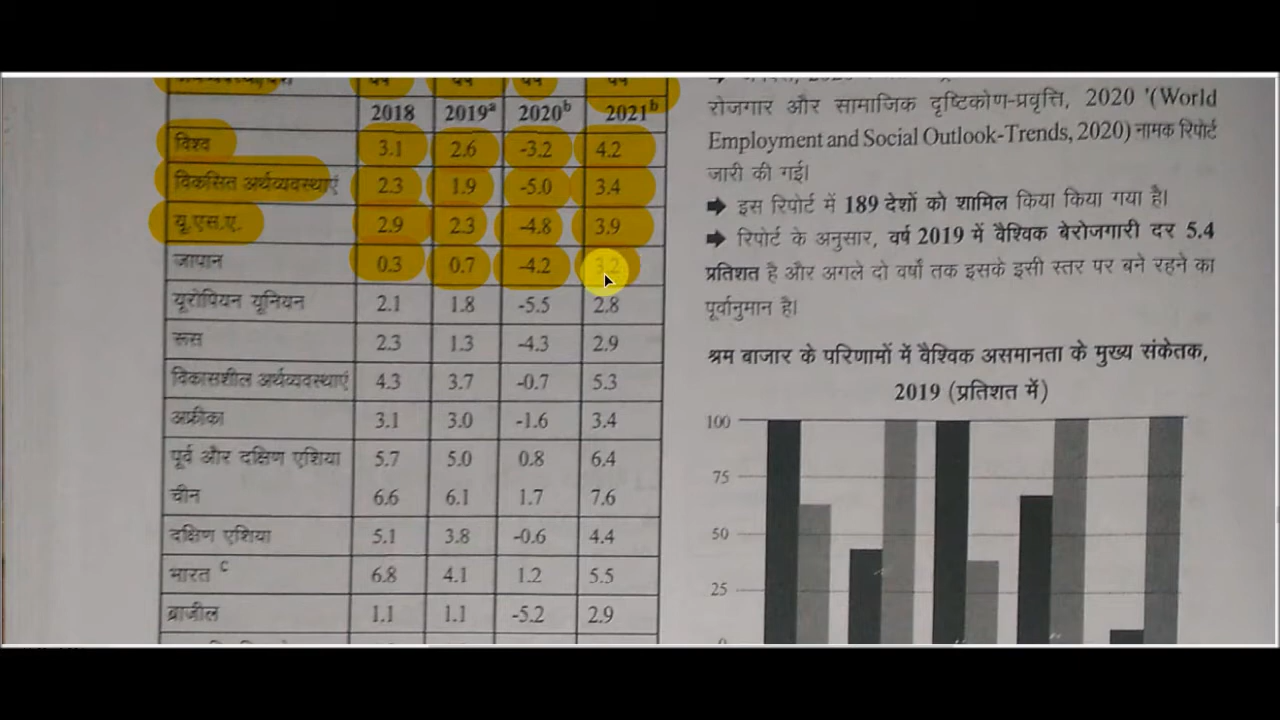 2018 2019ᵃ 2020ᵇ 2021ᵇ
विश्व 3.1 2.6 -3.2 4.2
विकसित अर्थव्यवस्थाएं 2.3 1.9 -5.0 3.4
यू.एस.ए. 2.9 2.3 -4.8 3.9
जापान 0.3 0.7 -4.2 3.2
यूरोपियन यूनियन 2.1 1.8 -5.5 2.8
रूस 2.3 1.3 -4.3 2.9
विकासशील अर्थव्यवस्थाएं 4.3 3.7 -0.7 5.3
अफ्रीका 3.1 3.0 -1.6 3.4
पूर्व और दक्षिण एशिया 5.7 5.0 0.8 6.4
चीन 6.6 6.1 1.7 7.6
दक्षिण एशिया 5.1 3.8 -0.6 4.4
भारत ᶜ 6.8 4.1 1.2 5.5
ब्राजील 1.1 1.1 -5.2 2.9
रोजगार और सामाजिक दृष्टिकोण-प्रवृत्ति, 2020 '(World
Employment and Social Outlook-Trends, 2020) नामक रिपोर्ट
जारी की गई।
➡ इस रिपोर्ट में 189 देशों को शामिल किया किया गया है।
➡ रिपोर्ट के अनुसार, वर्ष 2019 में वैश्विक बेरोजगारी दर 5.4
प्रतिशत है और अगले दो वर्षों तक इसके इसी स्तर पर बने रहने का
पूर्वानुमान है।
श्रम बाजार के परिणामों में वैश्विक असमानता के मुख्य संकेतक,
2019 (प्रतिशत में)
100
75
50
25